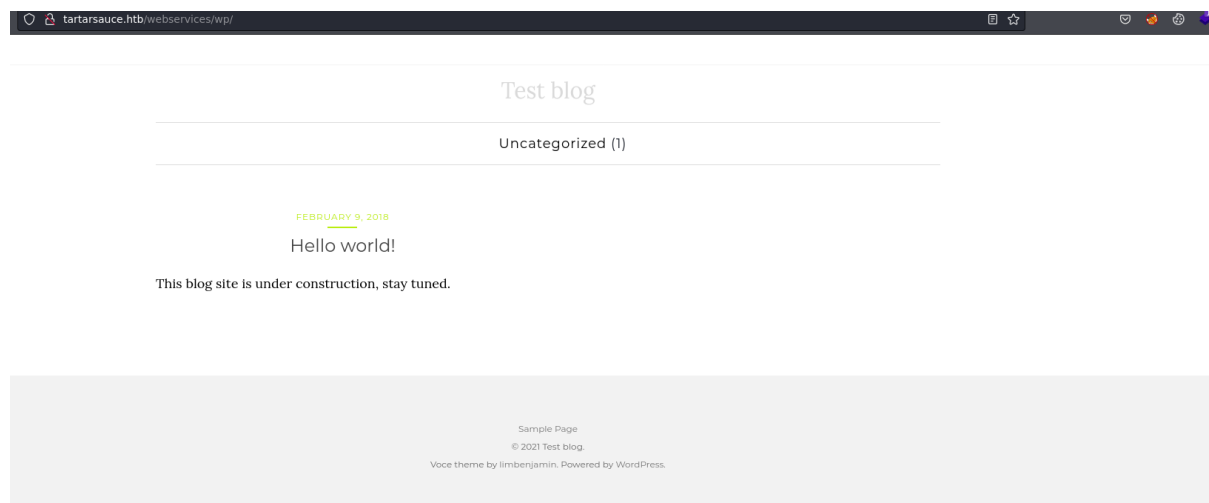 tartarsauce.htb/webservices/wp/
Test blog
Uncategorized (1)
FEBRUARY 9, 2018
Hello world!
This blog site is under construction, stay tuned.
Sample Page
© 2021 Test blog.
Voce theme by limbenjamin. Powered by WordPress.